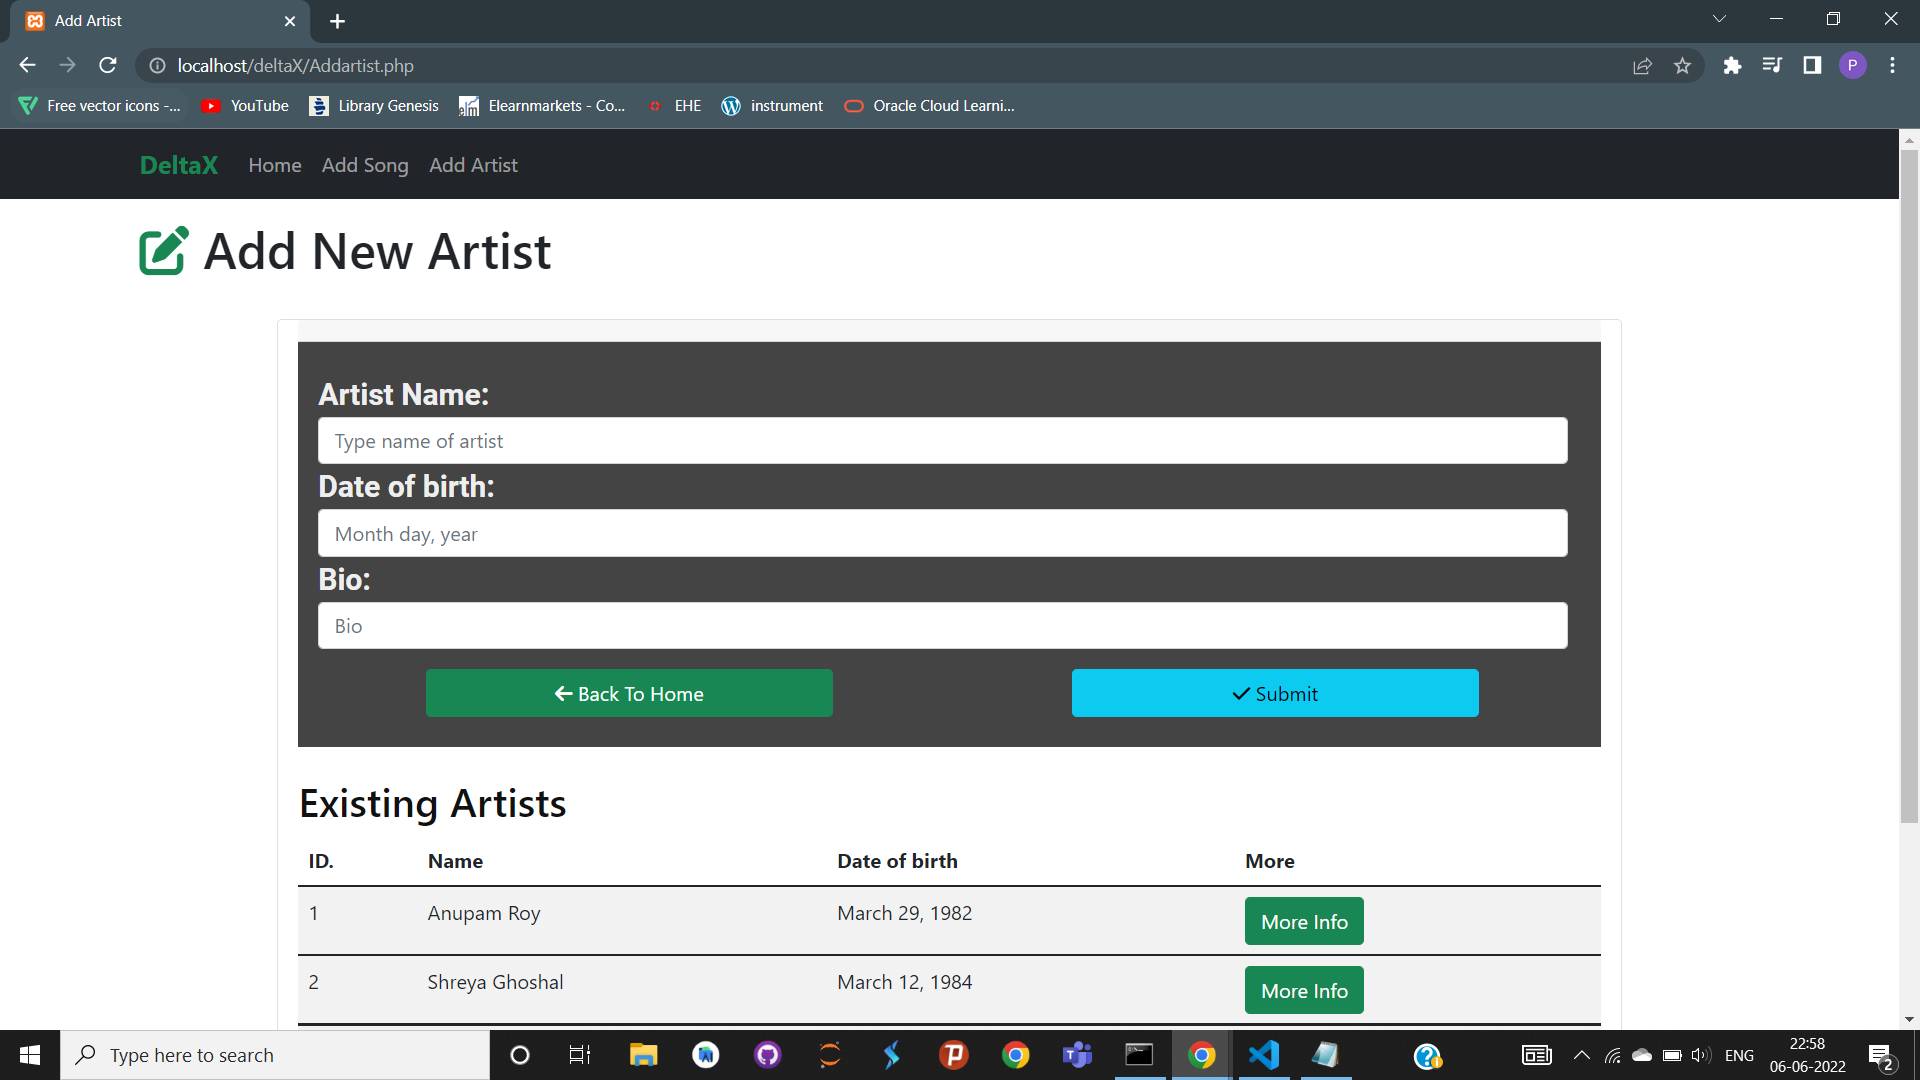 Add Artist
localhost/deltaX/Addartist.php
P
Free vector icons -...
YouTube
Library Genesis
elm
Elearnmarkets - Co...
EHE
instrument
Oracle Cloud Learni...
DeltaX
Home
Add Song
Add Artist
Add New Artist
Artist Name:
Type name of artist
Date of birth:
Month day, year
Bio:
Bio
Back To Home
Submit
Existing Artists
ID. Name Date of birth More
1 Anupam Roy March 29, 1982 More Info
2 Shreya Ghoshal March 12, 1984 More Info
Type here to search
ENG
22:58
06-06-2022
2